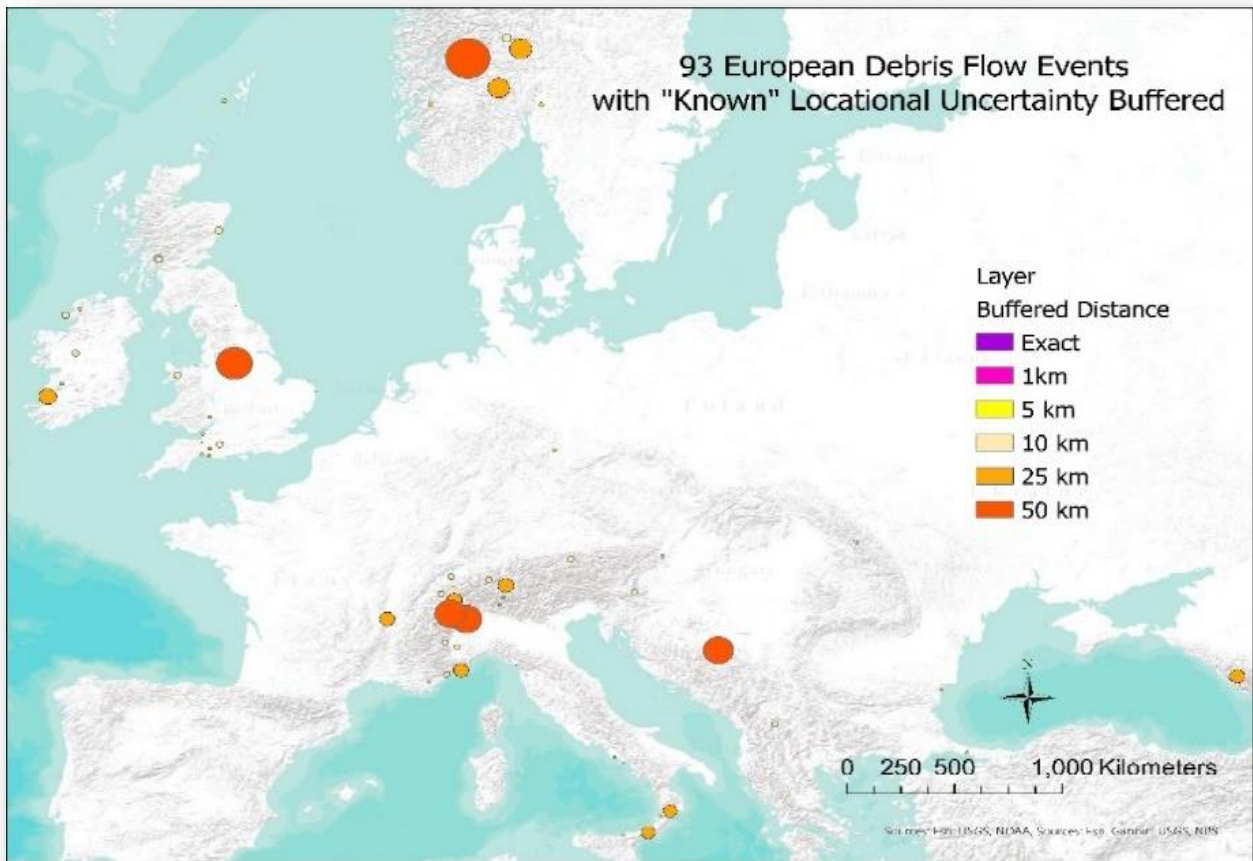 93 European Debris Flow Events
with "Known" Locational Uncertainty Buffered
Layer
Buffered Distance
Exact
1km
5 km
10 km
25 km
50 km
Poland
France
N
0 250 500 1,000 Kilometers
Sources: Esri, USGS, NOAA, Sources: Esri, Garmin, USGS, NPS